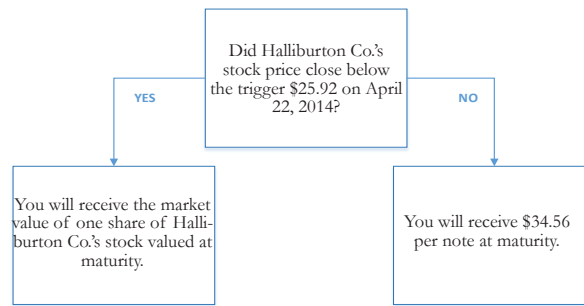 Did Halliburton Co.'s
stock price close below
the trigger $25.92 on April
22, 2014?
YES
NO
You will receive the market
value of one share of Halli-
burton Co.'s stock valued at
maturity.
You will receive $34.56
per note at maturity.